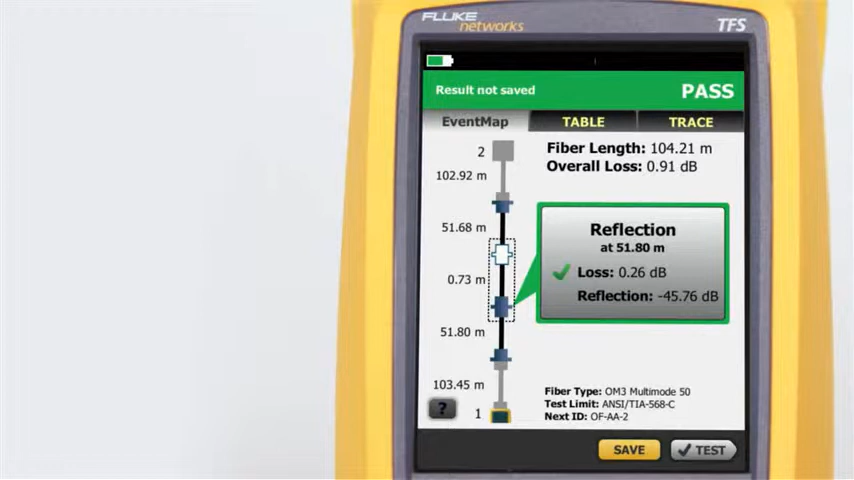 FLUKE networks
TFS
Result not saved
PASS
EventMap
TABLE
TRACE
2
102.92 m
51.68 m
0.73 m
51.80 m
103.45 m
?
1
Fiber Length: 104.21 m
Overall Loss: 0.91 dB
Reflection
at 51.80 m
Loss: 0.26 dB
Reflection: -45.76 dB
Fiber Type: OM3 Multimode 50
Test Limit: ANSI/TIA-568-C
Next ID: OF-AA-2
SAVE
TEST